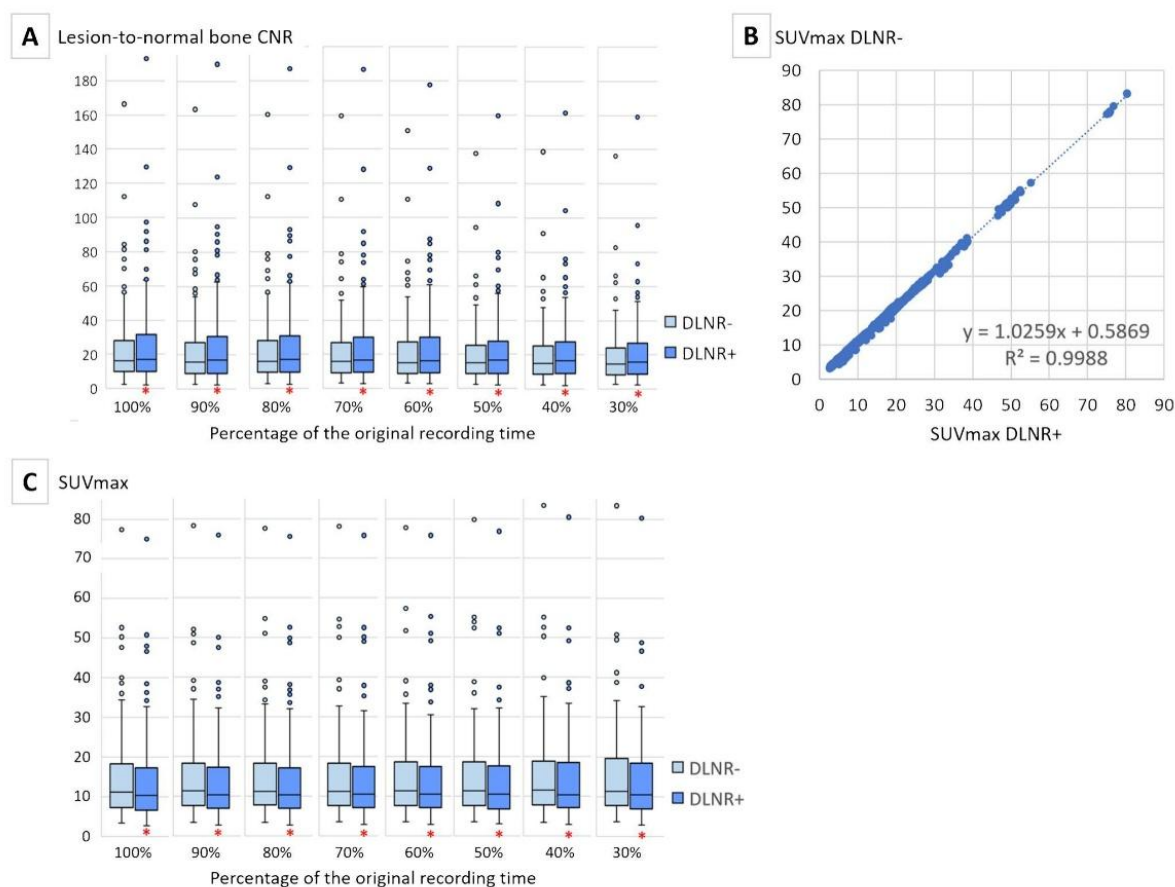 A Lesion-to-normal bone CNR
180
160
140
120
100
80
60
40
20
0
* * * * * * * *
100% 90% 80% 70% 60% 50% 40% 30%
Percentage of the original recording time
DLNR-
DLNR+
B SUVmax DLNR-
90
80
70
60
50
40
30
20
10
0
y = 1.0259x + 0.5869
R² = 0.9988
0 10 20 30 40 50 60 70 80 90
SUVmax DLNR+
C SUVmax
80
70
60
50
40
30
20
10
0
* * * * * * * *
100% 90% 80% 70% 60% 50% 40% 30%
Percentage of the original recording time
DLNR-
DLNR+